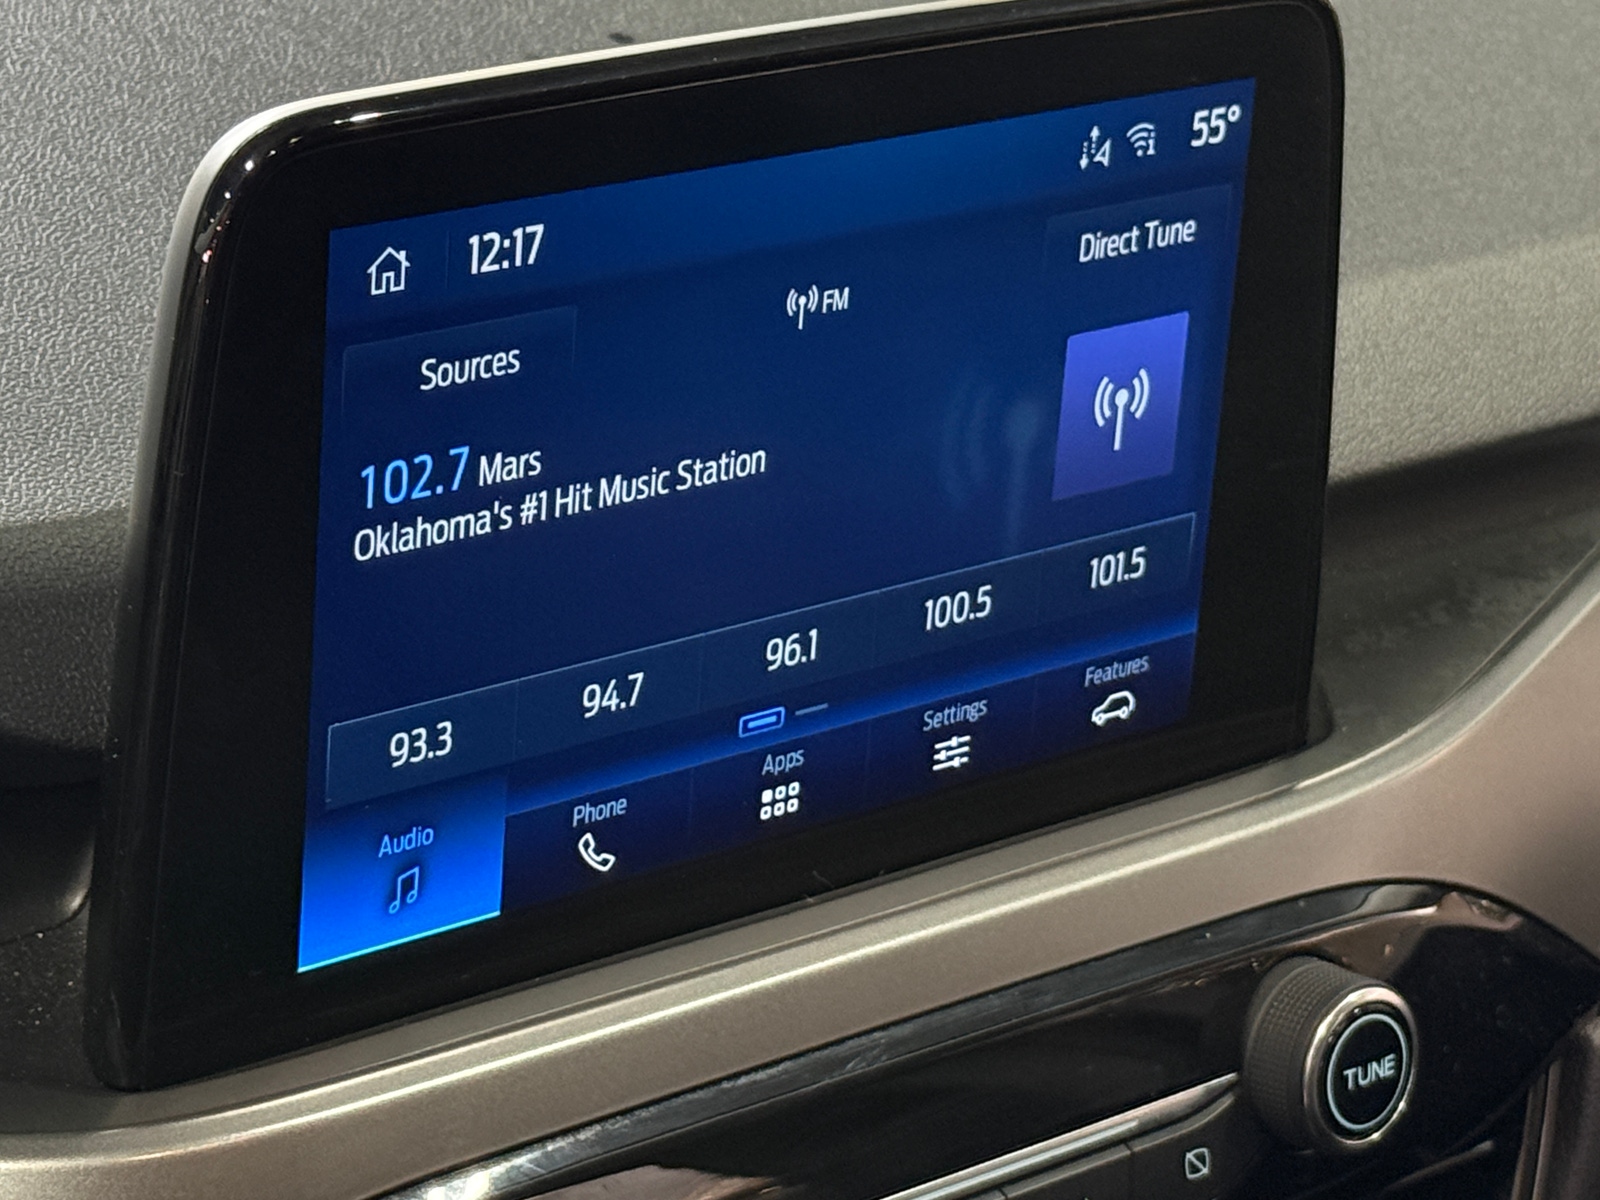 12:17
55°
Direct Tune
FM
Sources
102.7 Mars
Oklahoma's #1 Hit Music Station
93.3
94.7
96.1
100.5
101.5
Audio
Phone
Apps
Settings
Features
TUNE